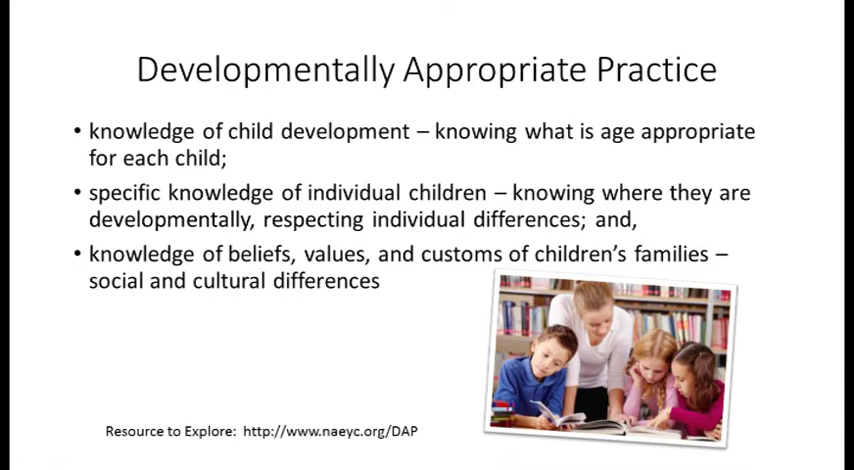 Developmentally Appropriate Practice
• knowledge of child development – knowing what is age appropriate
for each child;
• specific knowledge of individual children – knowing where they are
developmentally, respecting individual differences; and,
• knowledge of beliefs, values, and customs of children’s families –
social and cultural differences
Resource to Explore:  http://www.naeyc.org/DAP